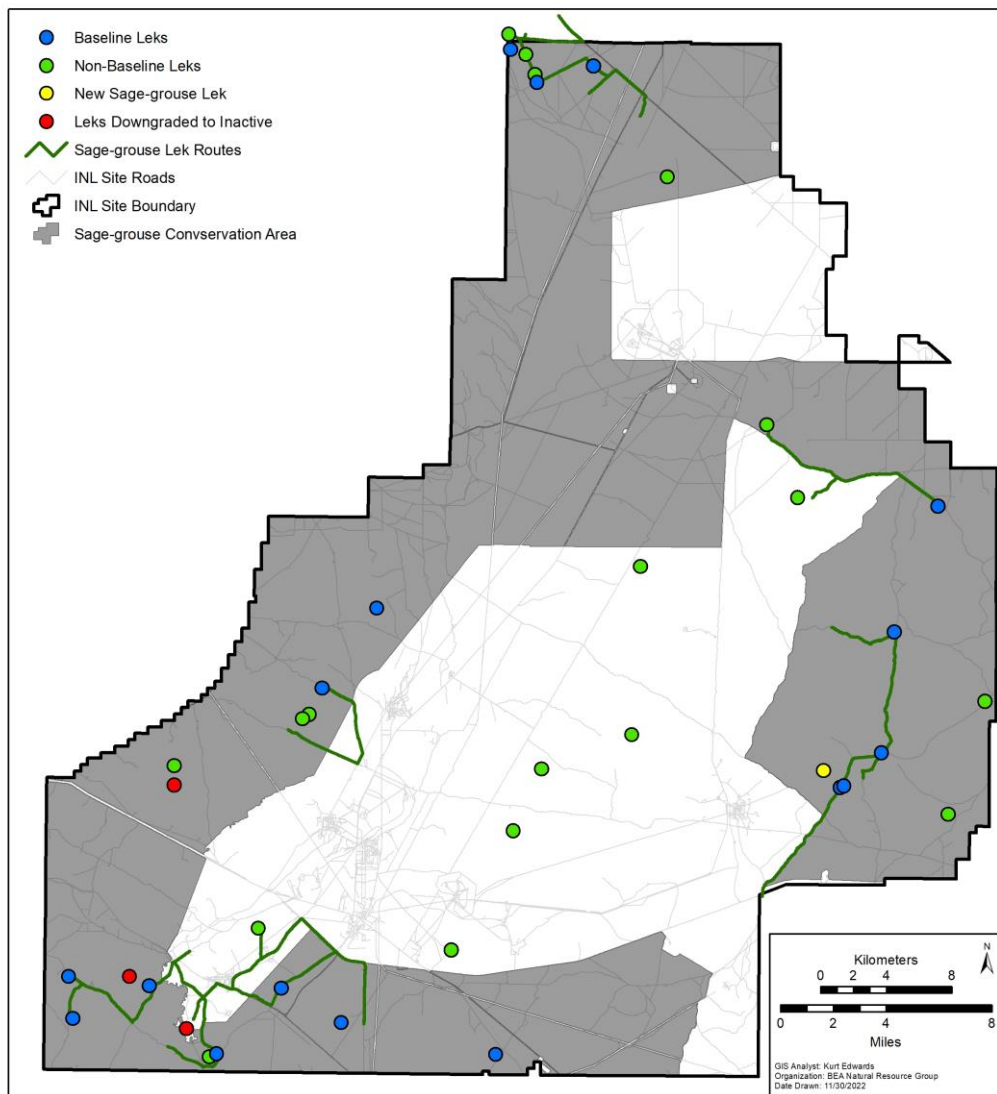 Baseline Leks
Non-Baseline Leks
New Sage-grouse Lek
Leks Downgraded to Inactive
Sage-grouse Lek Routes
INL Site Roads
INL Site Boundary
Sage-grouse Convservation Area
N
Kilometers
0 2 4 8
0 2 4 8
Miles
GIS Analyst: Kurt Edwards
Organization: BEA Natural Resource Group
Date Drawn: 11/30/2022